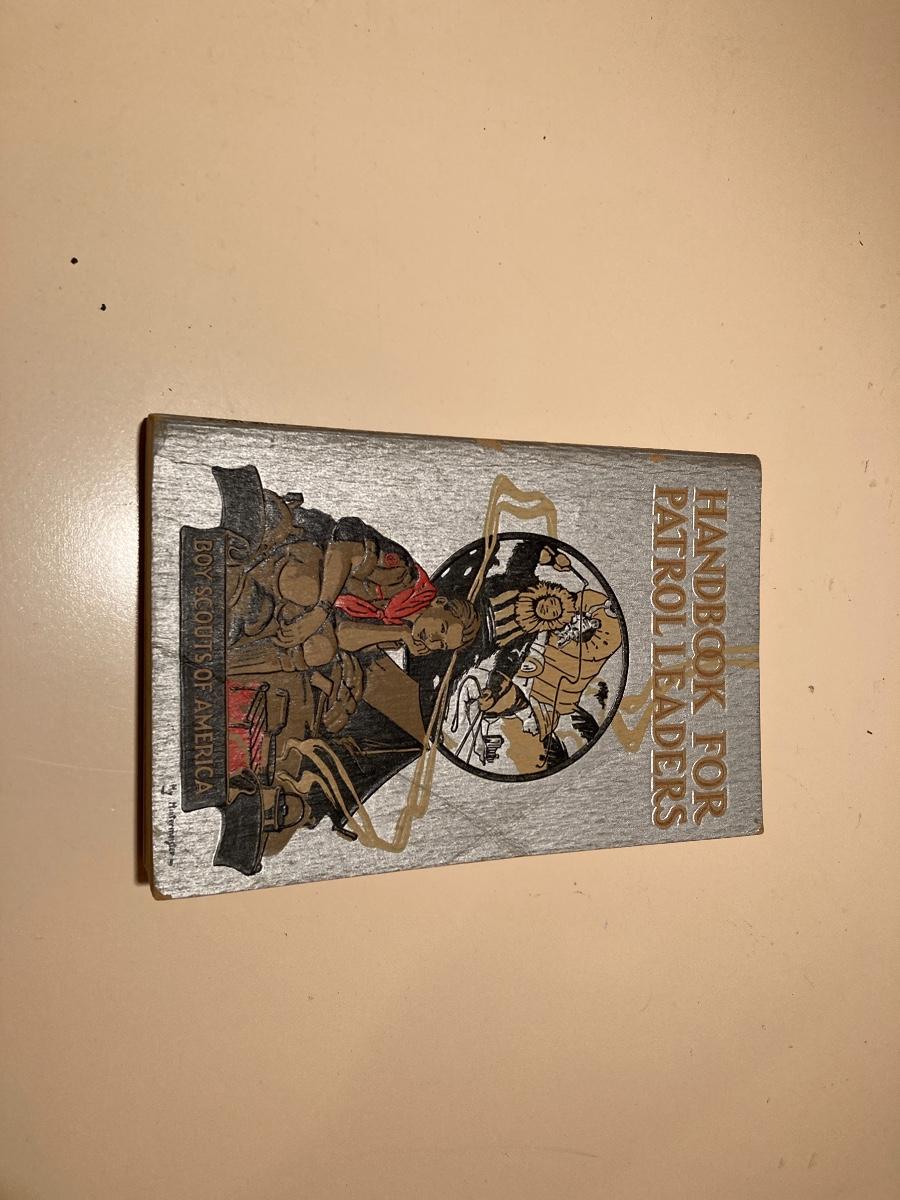 HANDBOOK FOR
PATROL LEADERS
BOY SCOUTS OF AMERICA